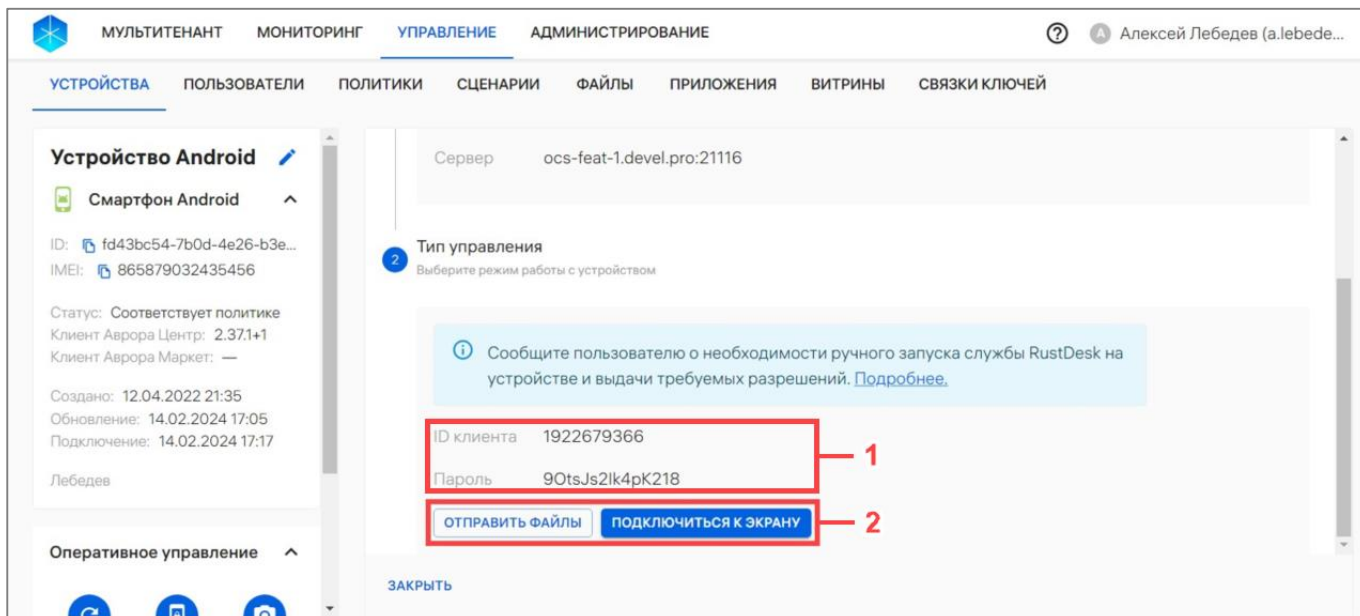 МУЛЬТИТЕНАНТ МОНИТОРИНГ УПРАВЛЕНИЕ АДМИНИСТРИРОВАНИЕ
А Алексей Лебедев (a.lebede...
УСТРОЙСТВА ПОЛЬЗОВАТЕЛИ ПОЛИТИКИ СЦЕНАРИИ ФАЙЛЫ ПРИЛОЖЕНИЯ ВИТРИНЫ СВЯЗКИ КЛЮЧЕЙ
Устройство Android
Смартфон Android
ID: fd43bc54-7b0d-4e26-b3e...
IMEI: 865879032435456
Статус: Соответствует политике
Клиент Аврора Центр: 2.37.1+1
Клиент Аврора Маркет: —
Создано: 12.04.2022 21:35
Обновление: 14.02.2024 17:05
Подключение: 14.02.2024 17:17
Лебедев
Оперативное управление
Сервер ocs-feat-1.devel.pro:21116
2 Тип управления
Выберите режим работы с устройством
Сообщите пользователю о необходимости ручного запуска службы RustDesk на
устройстве и выдачи требуемых разрешений. Подробнее.
ID клиента 1922679366
Пароль 9OtsJs2Ik4pK218
1
ОТПРАВИТЬ ФАЙЛЫ ПОДКЛЮЧИТЬСЯ К ЭКРАНУ
2
ЗАКРЫТЬ